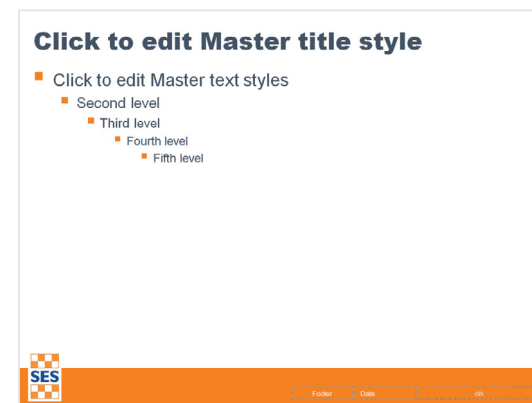 Click to edit Master title style
Click to edit Master text styles
Second level
Third level
Fourth level
Fifth level
SES
Footer Date ‹#›